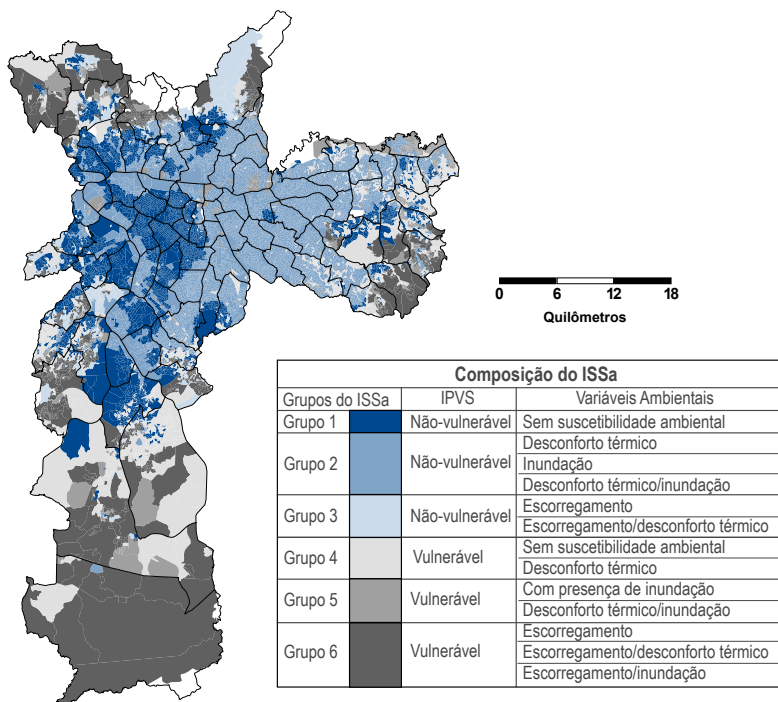 0 6 12 18
Quilômetros
Composição do ISSa
Grupos do ISSa IPVS Variáveis Ambientais
Grupo 1 Não-vulnerável Sem suscetibilidade ambiental
Grupo 2 Não-vulnerável Desconforto térmico
Inundação
Desconforto térmico/inundação
Grupo 3 Não-vulnerável Escorregamento
Escorregamento/desconforto térmico
Grupo 4 Vulnerável Sem suscetibilidade ambiental
Desconforto térmico
Grupo 5 Vulnerável Com presença de inundação
Desconforto térmico/inundação
Grupo 6 Vulnerável Escorregamento
Escorregamento/desconforto térmico
Escorregamento/inundação